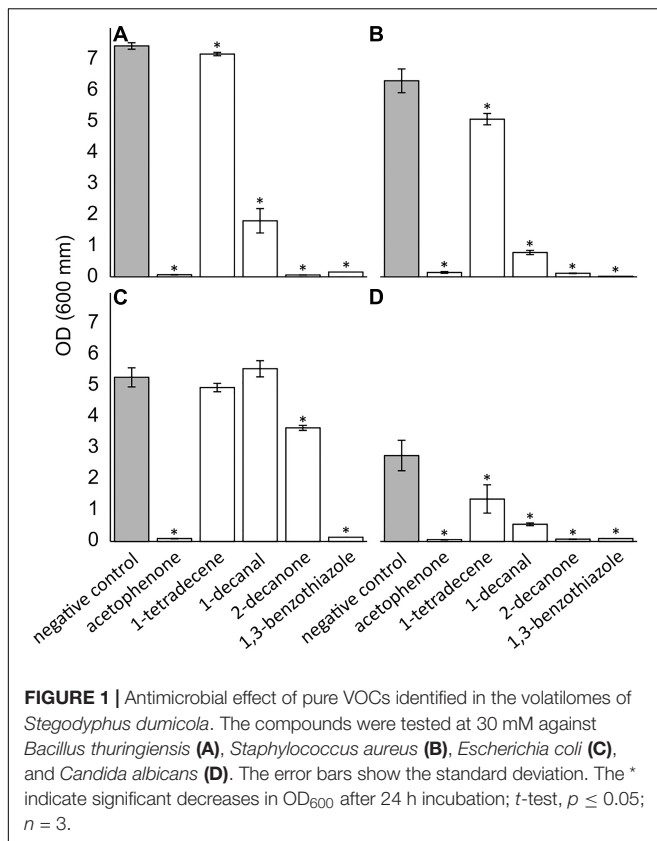 A
B
7
6
5
4
3
2
1
0
* * * * *
* * * * *
C
D
7
6
5
4
3
2
1
0
* * *
* * * * *
OD (600 mm)
negative control
acetophenone
1-tetradecene
1-decanal
2-decanone
1,3-benzothiazole
negative control
acetophenone
1-tetradecene
1-decanal
2-decanone
1,3-benzothiazole
FIGURE 1 | Antimicrobial effect of pure VOCs identified in the volatilomes of
Stegodyphus dumicola. The compounds were tested at 30 mM against
Bacillus thuringiensis (A), Staphylococcus aureus (B), Escherichia coli (C),
and Candida albicans (D). The error bars show the standard deviation. The *
indicate significant decreases in OD600 after 24 h incubation; t-test, p ≤ 0.05;
n = 3.